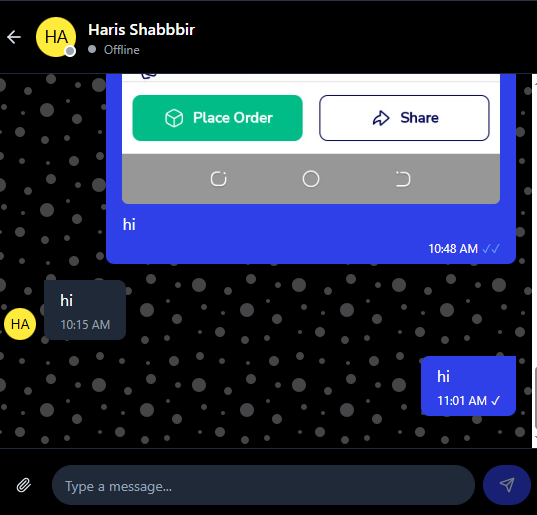 HA
Haris Shabbbir
Offline
Place Order
Share
hi
10:48 AM
hi
10:15 AM
HA
hi
11:01 AM
Type a message...